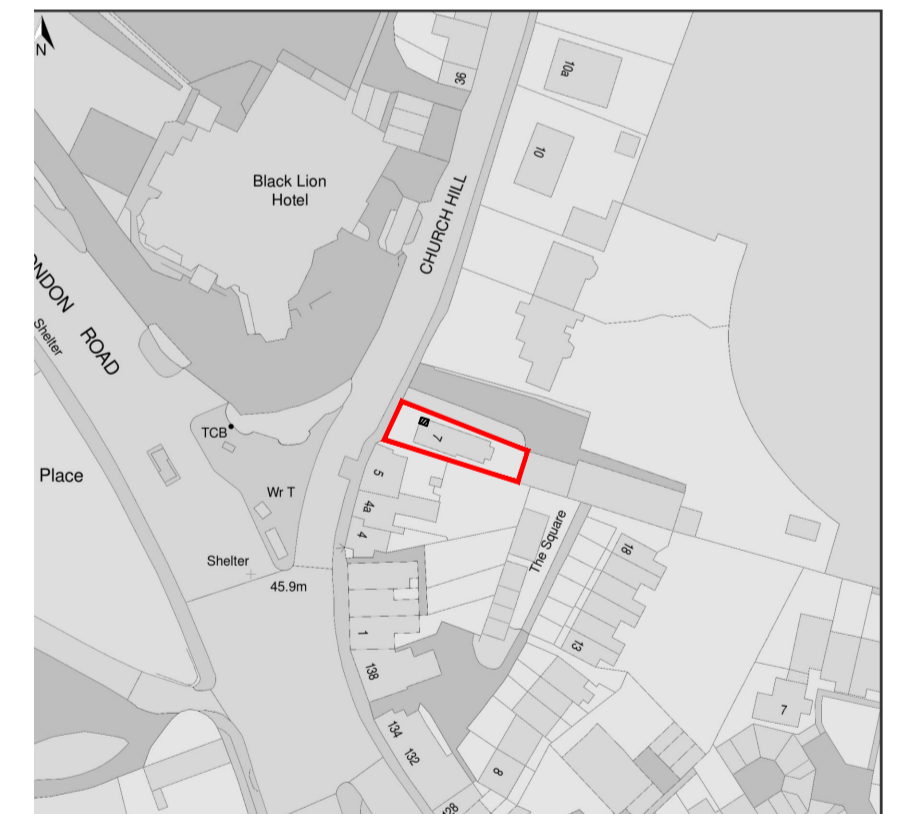 N
36
10a
10
Black Lion
Hotel
CHURCH HILL
ONDON ROAD
Shelter
TCB
7
Place
5
Wr T
4a
4
The Square
18
Shelter
45.9m
1
13
138
7
134
132
8
128